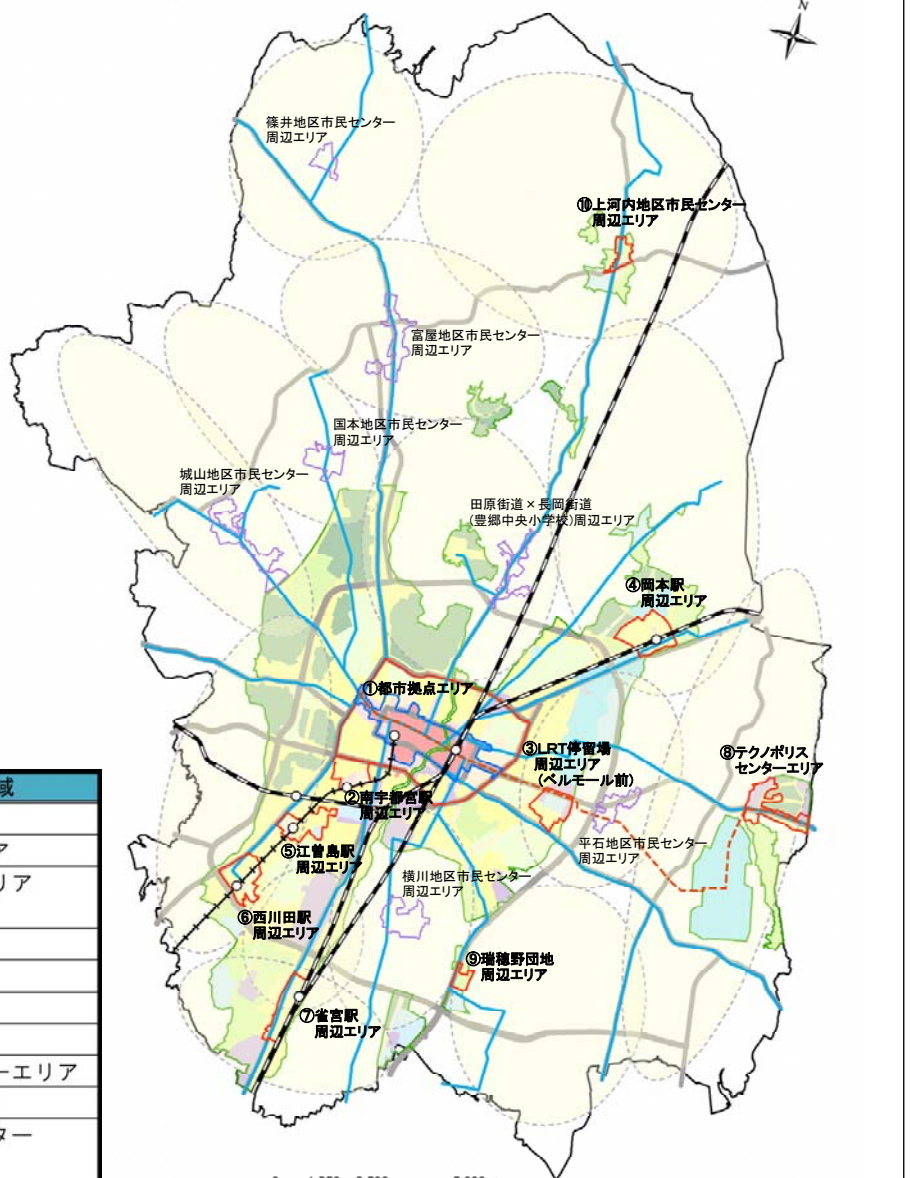 N
篠井地区市民センター
周辺エリア
⑩上河内地区市民センター
周辺エリア
富屋地区市民センター
周辺エリア
国本地区市民センター
周辺エリア
城山地区市民センター
周辺エリア
田原街道×長岡街道
(豊郷中央小学校)周辺エリア
④岡本駅
周辺エリア
①都市拠点エリア
③LRT停留場
周辺エリア
(ベルモール前)
⑧テクノポリス
センターエリア
②南宇都宮駅
周辺エリア
平石地区市民センター
周辺エリア
⑤江曽島駅
周辺エリア
横川地区市民センター
周辺エリア
⑥西川田駅
周辺エリア
⑨瑞穂野団地
周辺エリア
⑦雀宮駅
周辺エリア
域
ア
リア
ーエリア
ター